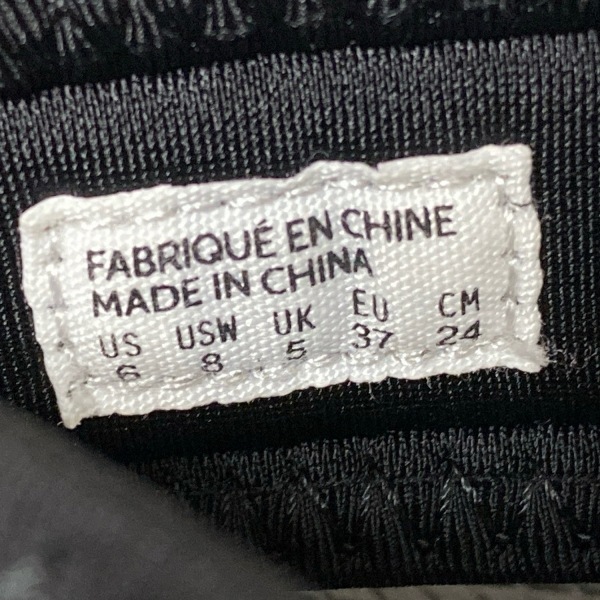 FABRIQUÉ EN CHINE
MADE IN CHINA
US USW UK EU CM
6 8 5 37 24